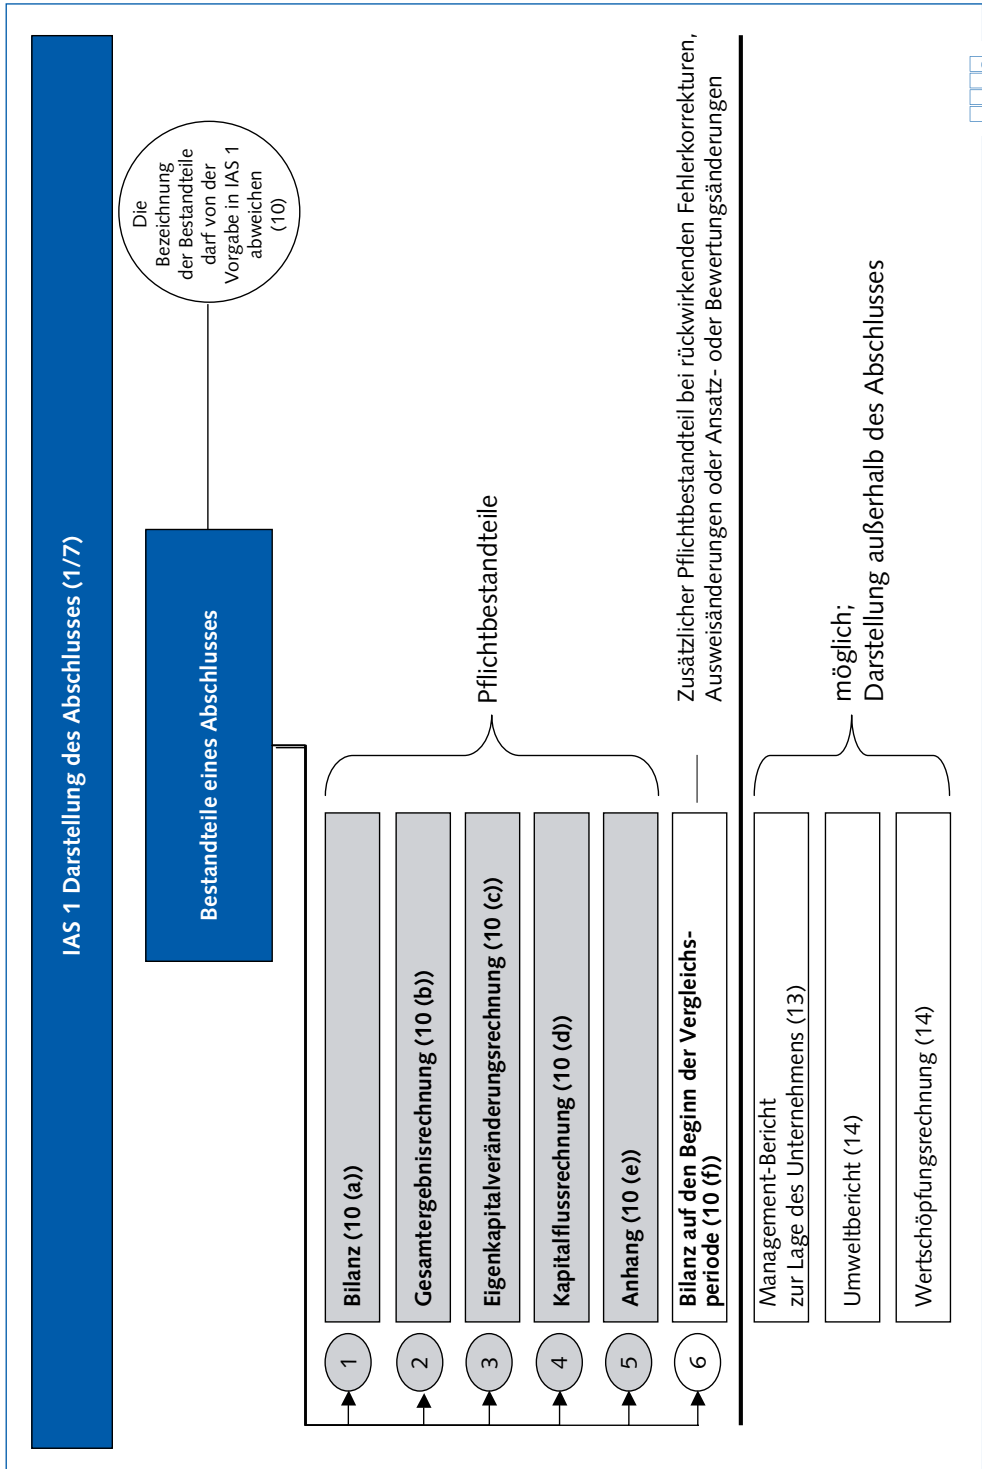 IAS 1 Darstellung des Abschlusses (1/7)
Bestandteile eines Abschlusses
Die
Bezeichnung
der Bestandteile
darf von der
Vorgabe in IAS 1
abweichen
(10)
1
Bilanz (10 (a))
2
Gesamtergebnisrechnung (10 (b))
3
Eigenkapitalveränderungsrechnung (10 (c))
4
Kapitalflussrechnung (10 (d))
5
Anhang (10 (e))
Pflichtbestandteile
6
Bilanz auf den Beginn der Vergleichs-
periode (10 (f))
Zusätzlicher Pflichtbestandteil bei rückwirkenden Fehlerkorrekturen,
Ausweisänderungen oder Ansatz- oder Bewertungsänderungen
Management-Bericht
zur Lage des Unternehmens (13)
Umweltbericht (14)
Wertschöpfungsrechnung (14)
möglich;
Darstellung außerhalb des Abschlusses